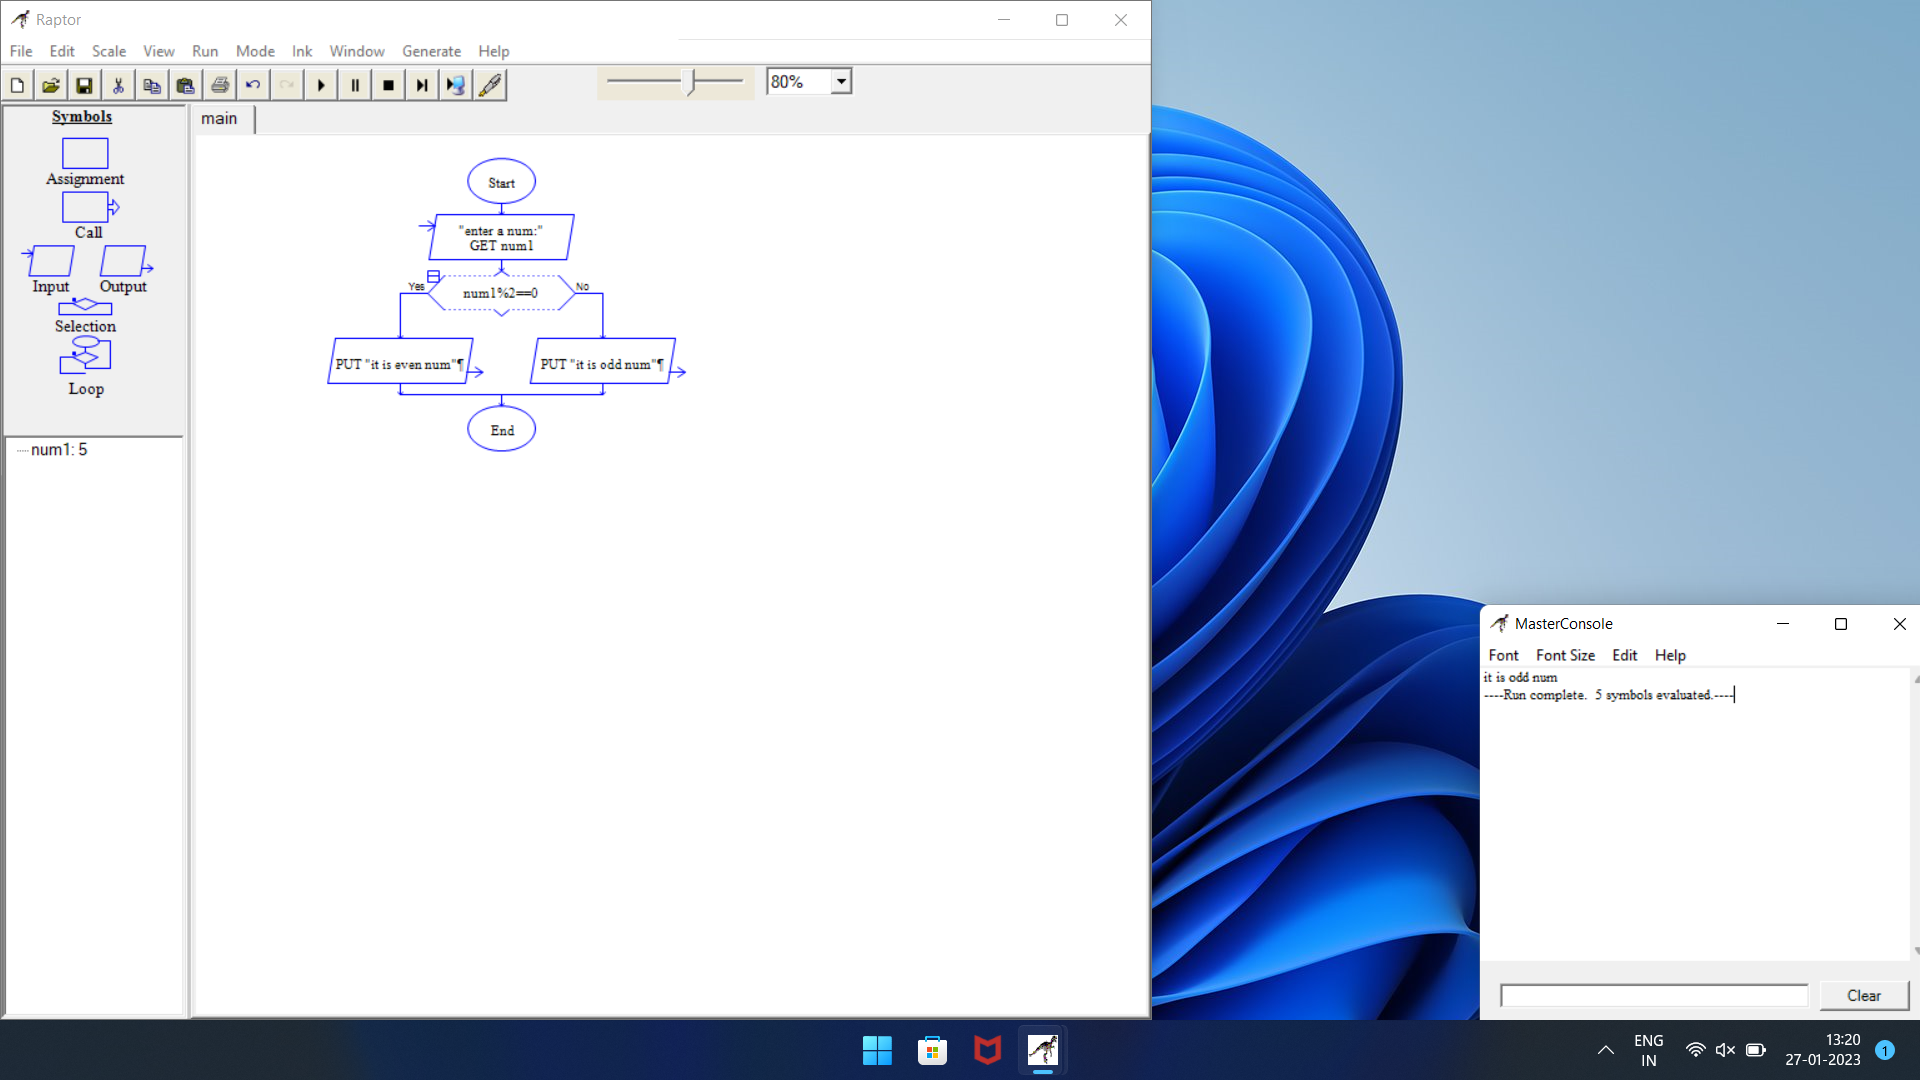 Raptor
File Edit Scale View Run Mode Ink Window Generate Help
80%
Symbols
Assignment
Call
Input Output
Selection
Loop
num1: 5
main
Start
"enter a num:"
GET num1
Yes
num1%2==0
No
PUT "it is even num"¶
PUT "it is odd num"¶
End
MasterConsole
Font Font Size Edit Help
it is odd num
----Run complete. 5 symbols evaluated.----
Clear
ENG
IN
13:20
27-01-2023
1